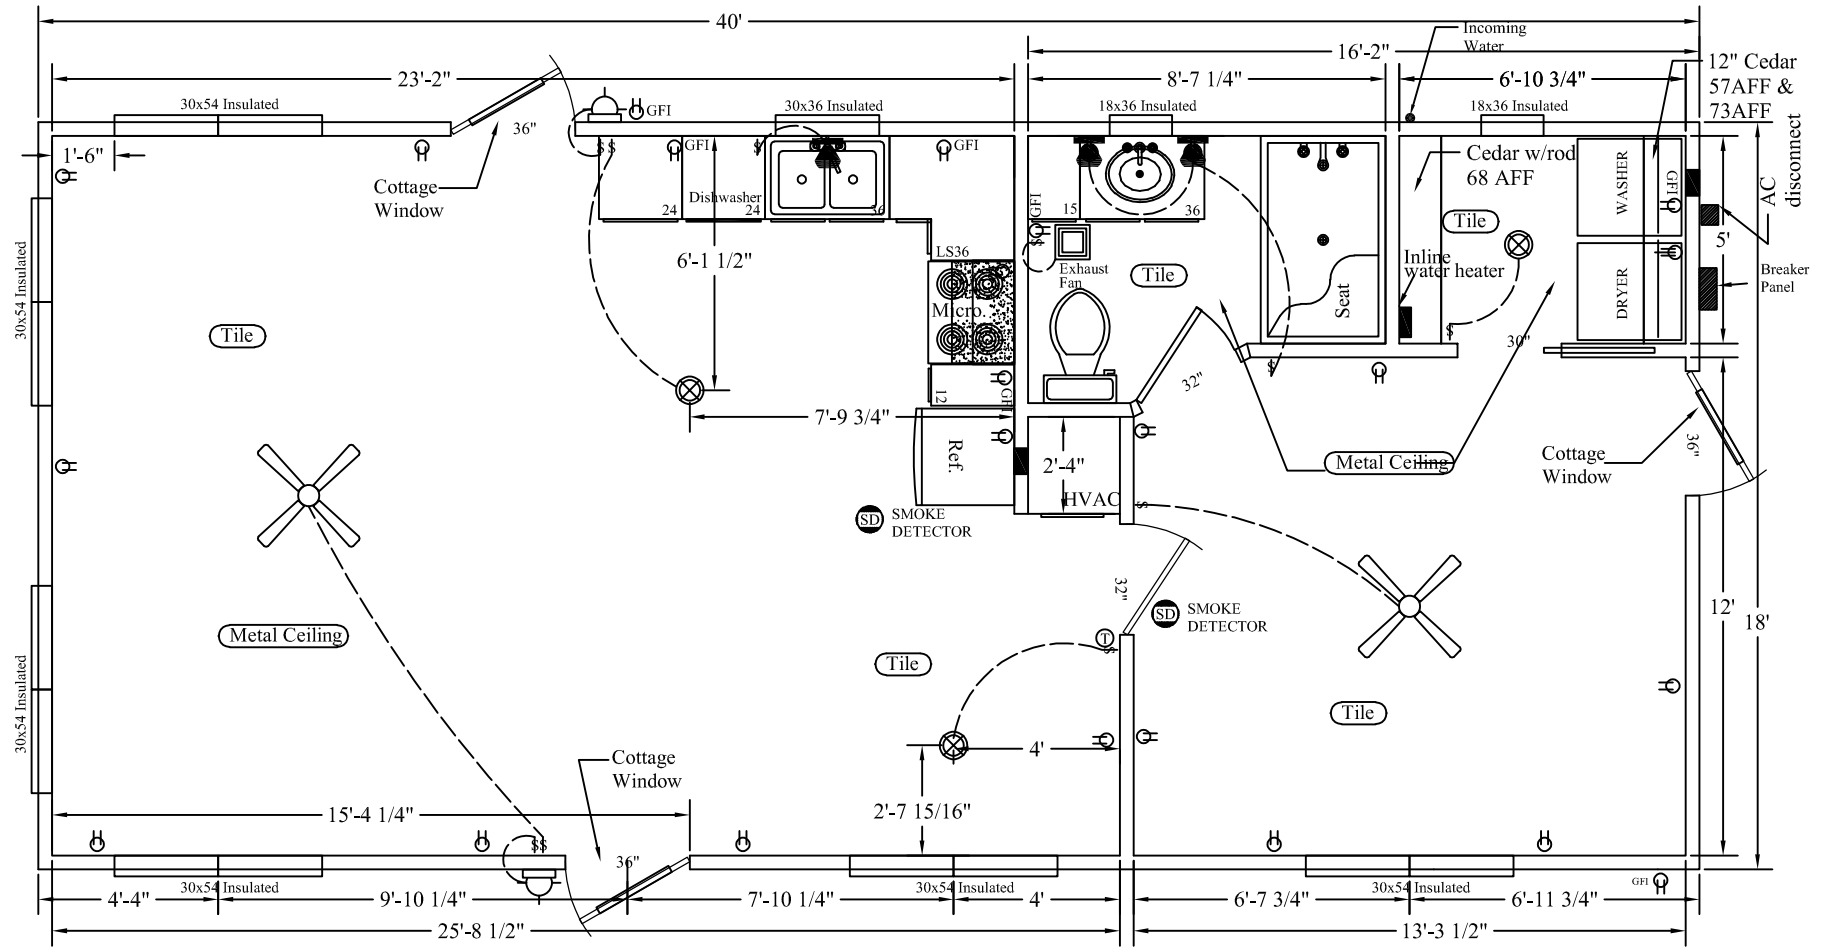 40'
Incoming
Water
16'-2"
23'-2"
8'-7 1/4"
6'-10 3/4"
12" Cedar
57AFF &
73AFF
30x54 Insulated
36"
GFI
30x36 Insulated
18x36 Insulated
18x36 Insulated
AC
disconnect
1'-6"
Cottage
Window
$$
GFI
$
GFI
Dishwasher
24
24
36
GFI
15
36
$
Cedar w/rod
68 AFF
WASHER
GFI
Tile
5'
6'-1 1/2"
LS36
Micro.
Exhaust
Fan
Tile
Seat
Inline
water heater
DRYER
Breaker
Panel
30x54 Insulated
Tile
$
30"
$
32"
12
GFI
7'-9 3/4"
Ref.
2'-4"
HVAC
$
Metal Ceiling
Cottage
Window
36"
SD
SMOKE
DETECTOR
32"
SD
SMOKE
DETECTOR
12'
18'
Metal Ceiling
T
$
Tile
30x54 Insulated
Tile
4'
Cottage
Window
2'-7 15/16"
15'-4 1/4"
$$
36"
30x54 Insulated
30x54 Insulated
30x54 Insulated
GFI
4'-4"
9'-10 1/4"
7'-10 1/4"
4'
6'-7 3/4"
6'-11 3/4"
25'-8 1/2"
13'-3 1/2"